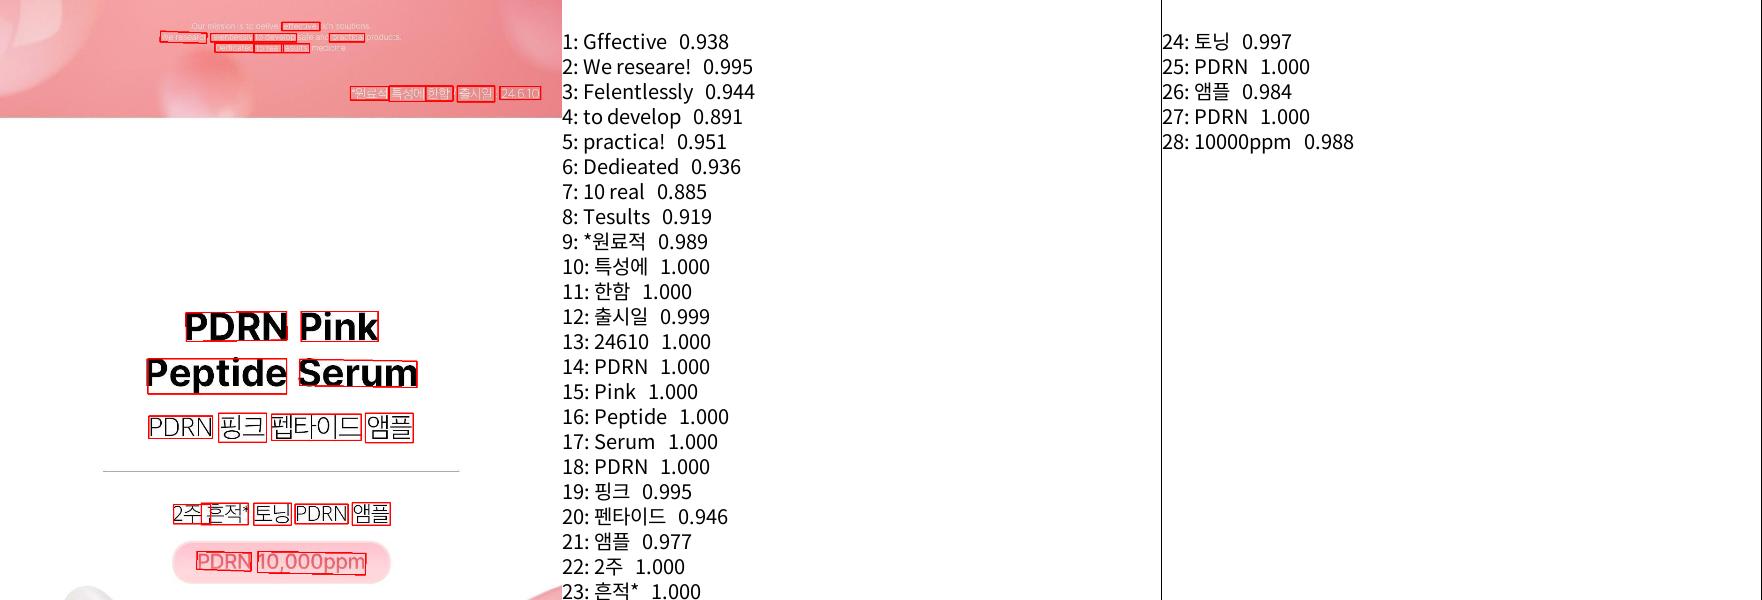 Our mission is to delive effective skin solutions.
We researc relentlessly to develop safe and practical products.
Dedicated to real results medicine
*원료적 특성에 한함 출시일 24.6.10
PDRN Pink
Peptide Serum
PDRN 핑크 펩타이드 앰플
2주 흔적* 토닝 PDRN 앰플
PDRN 10,000ppm
1: Gffective 0.938
2: We researe! 0.995
3: Felentlessly 0.944
4: to develop 0.891
5: practica! 0.951
6: Dedieated 0.936
7: 10 real 0.885
8: Tesults 0.919
9: *원료적 0.989
10: 특성에 1.000
11: 한함 1.000
12: 출시일 0.999
13: 24610 1.000
14: PDRN 1.000
15: Pink 1.000
16: Peptide 1.000
17: Serum 1.000
18: PDRN 1.000
19: 핑크 0.995
20: 펜타이드 0.946
21: 앰플 0.977
22: 2주 1.000
23: 흔적* 1.000
24: 토닝 0.997
25: PDRN 1.000
26: 앰플 0.984
27: PDRN 1.000
28: 10000ppm 0.988